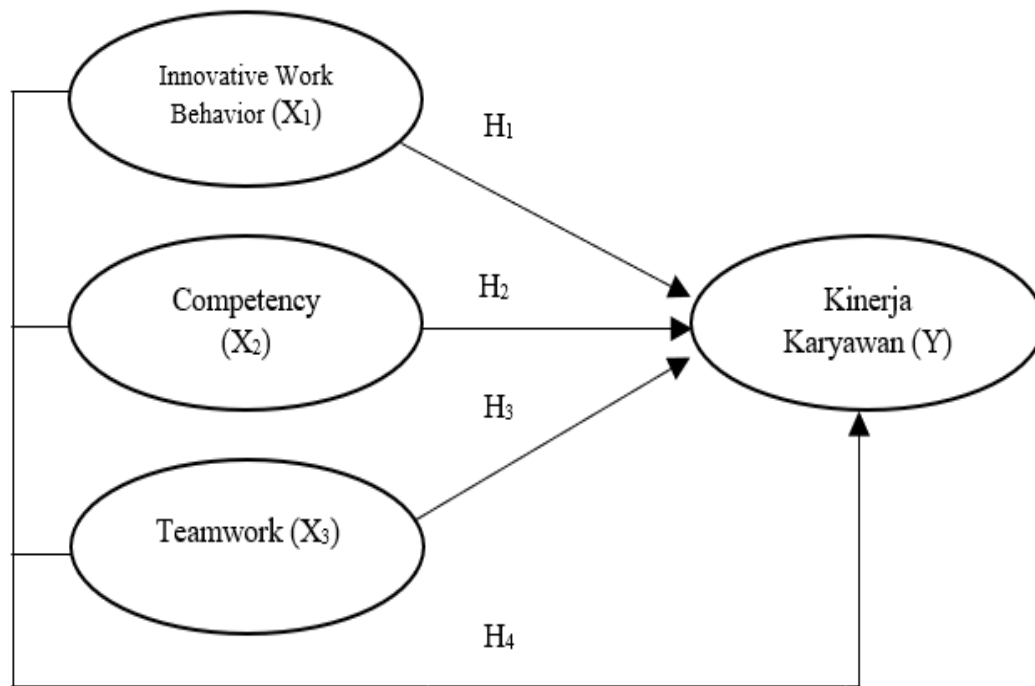 Innovative Work
Behavior (X₁)
H₁
Competency
(X₂)
H₂
Kinerja
Karyawan (Y)
H₃
Teamwork (X₃)
H₄